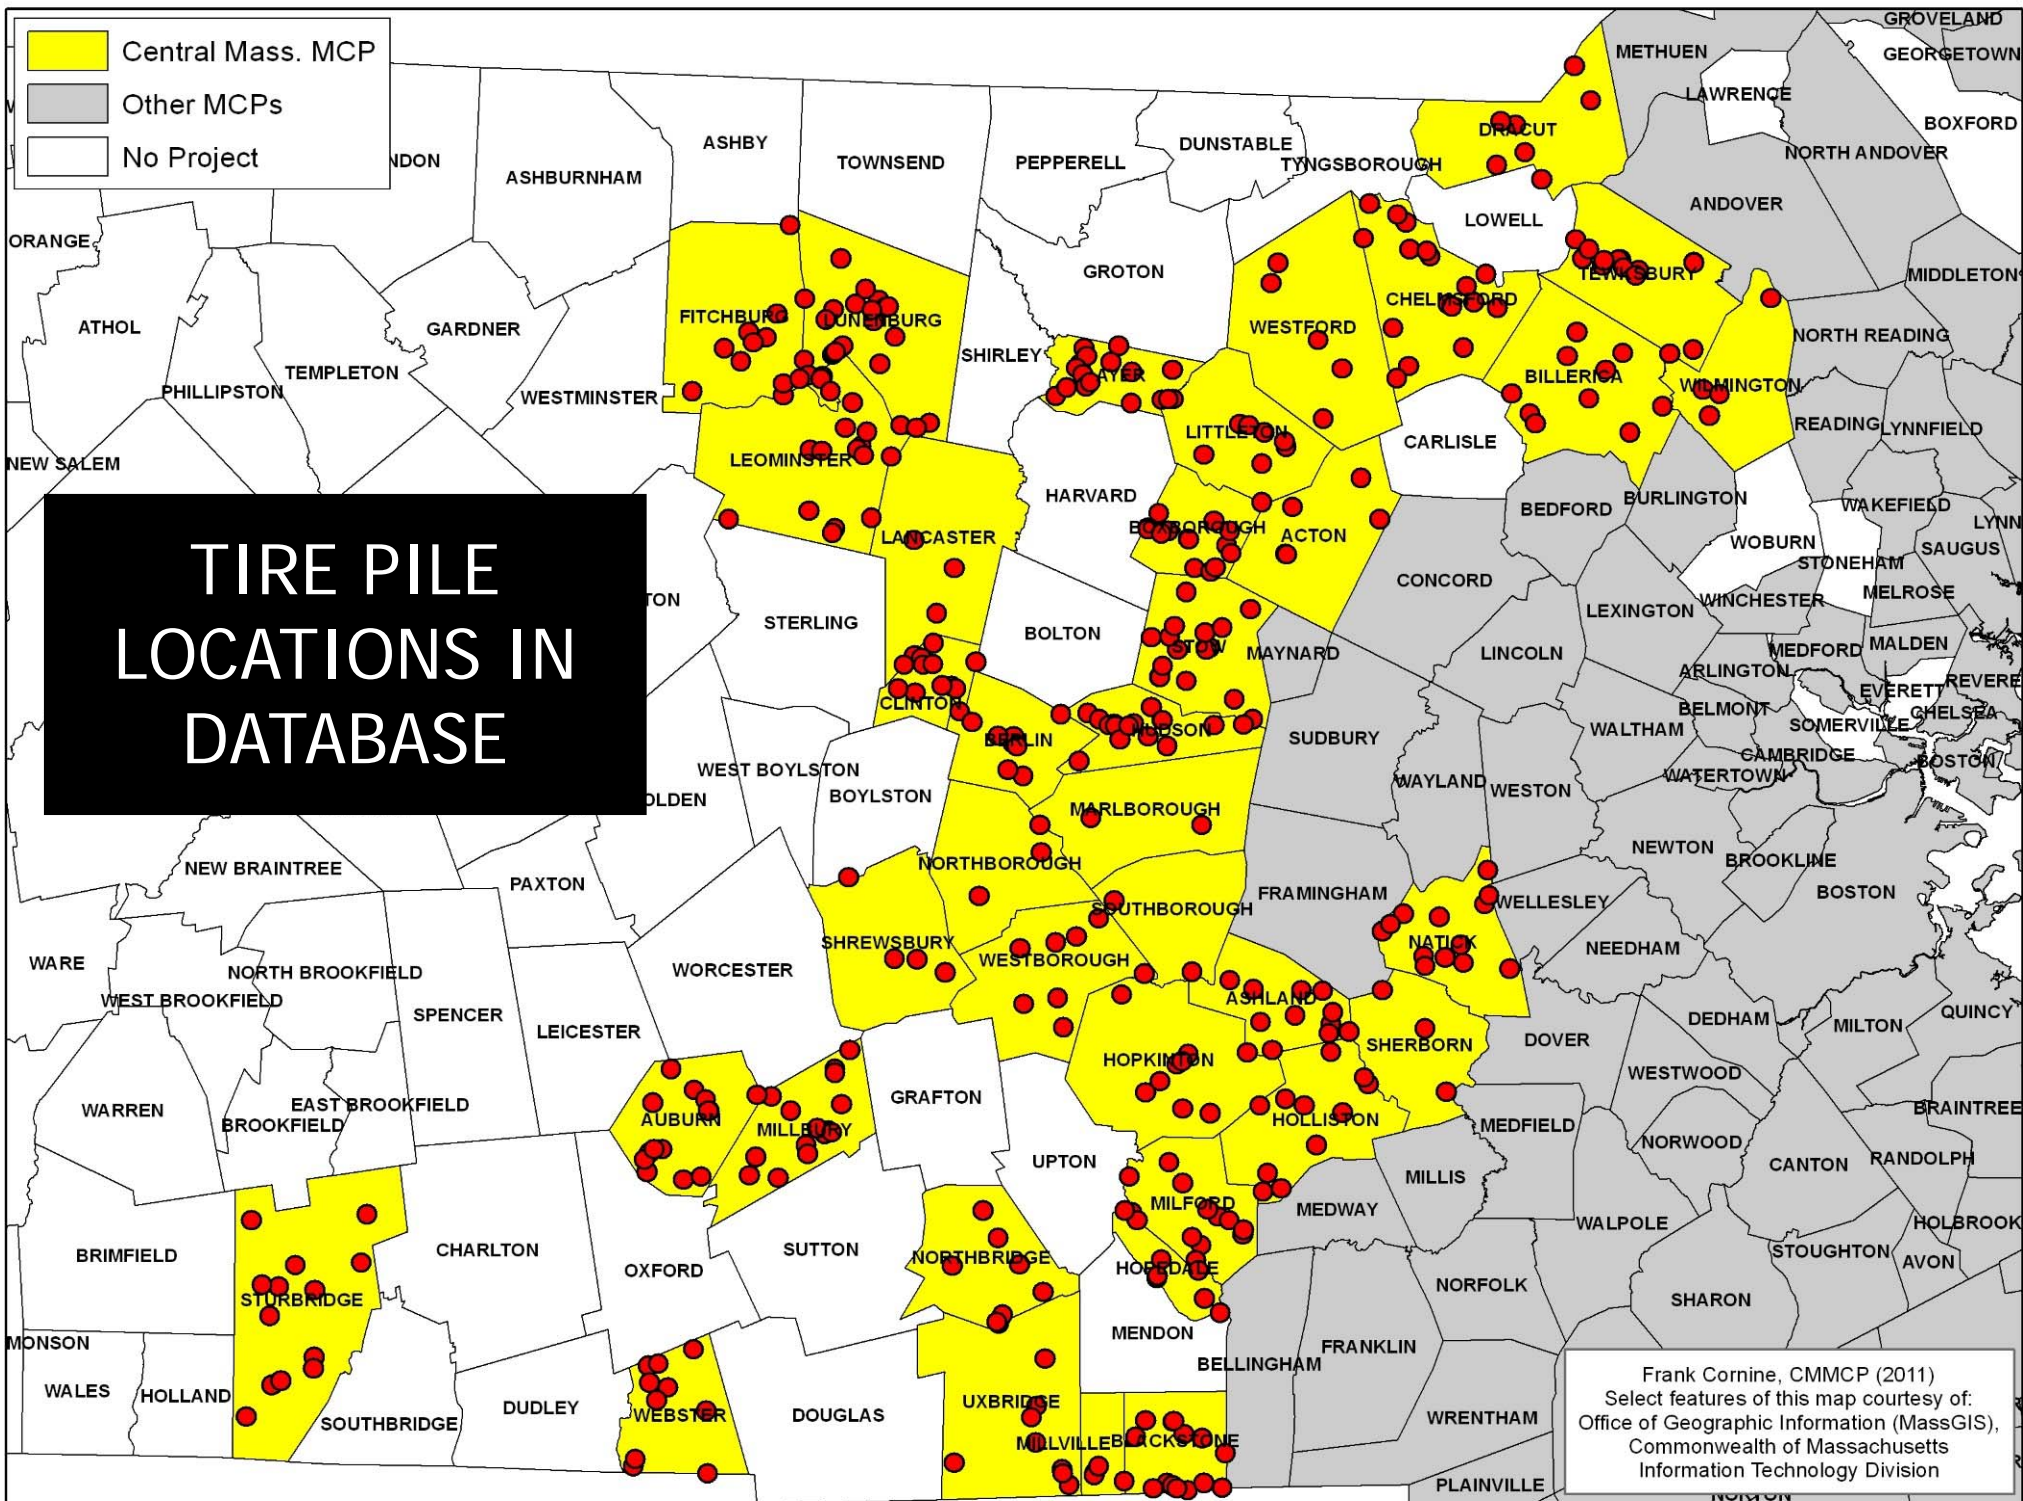 Central Mass. MCP
Other MCPs
No Project
TIRE PILE
LOCATIONS IN
DATABASE
GROVELAND
METHUEN
GEORGETOWN
LAWRENCE
BOXFORD
DRACUT
NDON
ASHBY
DUNSTABLE
NORTH ANDOVER
ASHBURNHAM
TOWNSEND
PEPPERELL
TYNGSBOROUGH
ANDOVER
LOWELL
ORANGE
GROTON
TEWKSBURY
MIDDLETON
CHELMSFORD
ATHOL
GARDNER
FITCHBURG
LUNENBURG
WESTFORD
NORTH READING
SHIRLEY
TEMPLETON
AYER
BILLERICA
WILMINGTON
PHILLIPSTON
WESTMINSTER
READING
LYNNFIELD
LITTLETON
CARLISLE
NEW SALEM
LEOMINSTER
HARVARD
BURLINGTON
BEDFORD
WAKEFIELD
BOXBOROUGH
ACTON
LYNN
LANCASTER
WOBURN
SAUGUS
STONEHAM
CONCORD
MELROSE
TON
WINCHESTER
LEXINGTON
STERLING
BOLTON
STOW
MAYNARD
LINCOLN
MEDFORD
MALDEN
ARLINGTON
REVERE
EVERETT
CLINTON
BELMONT
CHELSEA
BERLIN
HUDSON
SUDBURY
WALTHAM
SOMERVILLE
CAMBRIDGE
BOSTON
WEST BOYLSTON
WATERTOWN
WAYLAND
WESTON
OLDEN
BOYLSTON
MARLBOROUGH
NEW BRAINTREE
NORTHBOROUGH
NEWTON
BROOKLINE
PAXTON
FRAMINGHAM
BOSTON
WELLESLEY
SOUTHBOROUGH
SHREWSBURY
NATICK
NEEDHAM
WARE
WORCESTER
WESTBOROUGH
NORTH BROOKFIELD
WEST BROOKFIELD
ASHLAND
SPENCER
QUINCY
DEDHAM
MILTON
LEICESTER
DOVER
SHERBORN
HOPKINTON
WESTWOOD
GRAFTON
WARREN
EAST BROOKFIELD
BROOKFIELD
AUBURN
MILLBURY
HOLLISTON
BRAINTREE
MEDFIELD
NORWOOD
UPTON
CANTON
RANDOLPH
MILLIS
MILFORD
MEDWAY
WALPOLE
HOLBROOK
BRIMFIELD
CHARLTON
SUTTON
NORTHBRIDGE
STOUGHTON
AVON
OXFORD
HOPEDALE
NORFOLK
STURBRIDGE
SHARON
MONSON
MENDON
FRANKLIN
BELLINGHAM
WALES
HOLLAND
UXBRIDGE
DUDLEY
WEBSTER
DOUGLAS
SOUTHBRIDGE
WRENTHAM
MILLVILLE
BLACKSTONE
PLAINVILLE
NORTON
Frank Cornine, CMMCP (2011)
Select features of this map courtesy of:
Office of Geographic Information (MassGIS),
Commonwealth of Massachusetts
Information Technology Division